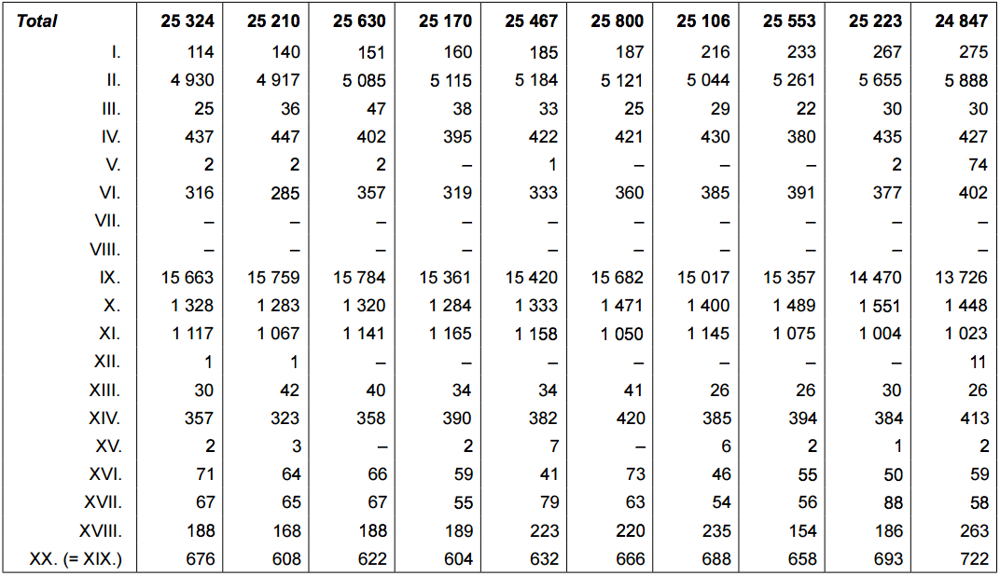 Total 25 324 25 210 25 630 25 170 25 467 25 800 25 106 25 553 25 223 24 847
I. 114 140 151 160 185 187 216 233 267 275
II. 4 930 4 917 5 085 5 115 5 184 5 121 5 044 5 261 5 655 5 888
III. 25 36 47 38 33 25 29 22 30 30
IV. 437 447 402 395 422 421 430 380 435 427
V. 2 2 2 – 1 – – – 2 74
VI. 316 285 357 319 333 360 385 391 377 402
VII. – – – – – – – – – –
VIII. – – – – – – – – – –
IX. 15 663 15 759 15 784 15 361 15 420 15 682 15 017 15 357 14 470 13 726
X. 1 328 1 283 1 320 1 284 1 333 1 471 1 400 1 489 1 551 1 448
XI. 1 117 1 067 1 141 1 165 1 158 1 050 1 145 1 075 1 004 1 023
XII. 1 1 – – – – – – – 11
XIII. 30 42 40 34 34 41 26 26 30 26
XIV. 357 323 358 390 382 420 385 394 384 413
XV. 2 3 – 2 7 – 6 2 1 2
XVI. 71 64 66 59 41 73 46 55 50 59
XVII. 67 65 67 55 79 63 54 56 88 58
XVIII. 188 168 188 189 223 220 235 154 186 263
XX. (= XIX.) 676 608 622 604 632 666 688 658 693 722